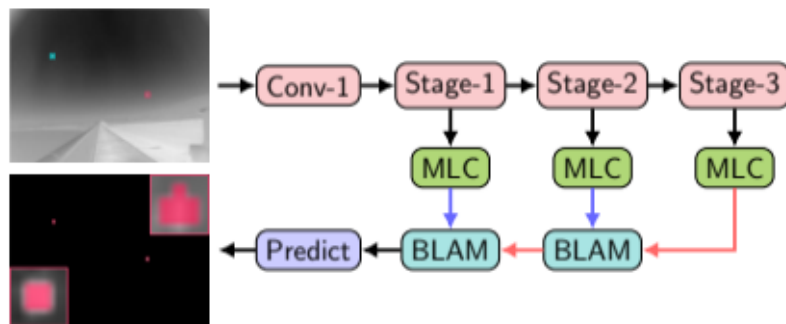 Conv-1 Stage-1 Stage-2 Stage-3
MLC MLC MLC
Predict BLAM BLAM